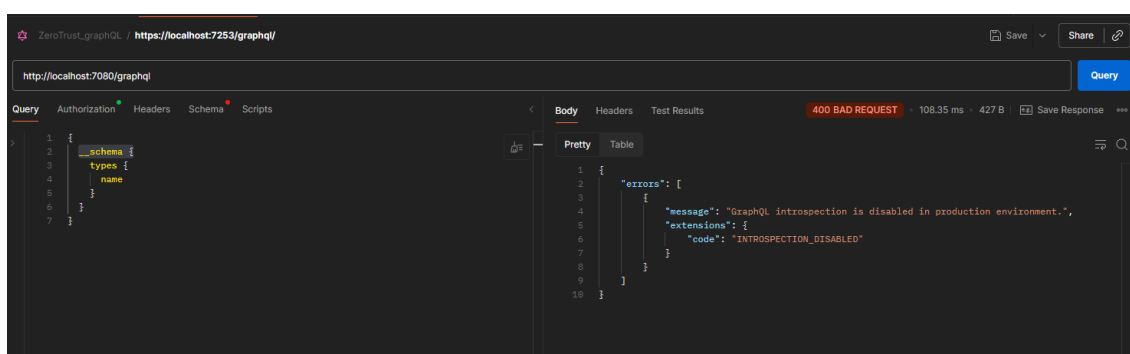 ZeroTrust_graphQL / https://localhost:7253/graphql/
Save
Share
http://localhost:7080/graphql
Query
Query Authorization Headers Schema Scripts
1 {
2 __schema {
3 types {
4 name
5 }
6 }
7 }
Body Headers Test Results
400 BAD REQUEST • 108.35 ms • 427 B
Save Response
Pretty Table
1 {
2 "errors": [
3 {
4 "message": "GraphQL introspection is disabled in production environment.",
5 "extensions": {
6 "code": "INTROSPECTION_DISABLED"
7 }
8 }
9 ]
10 }